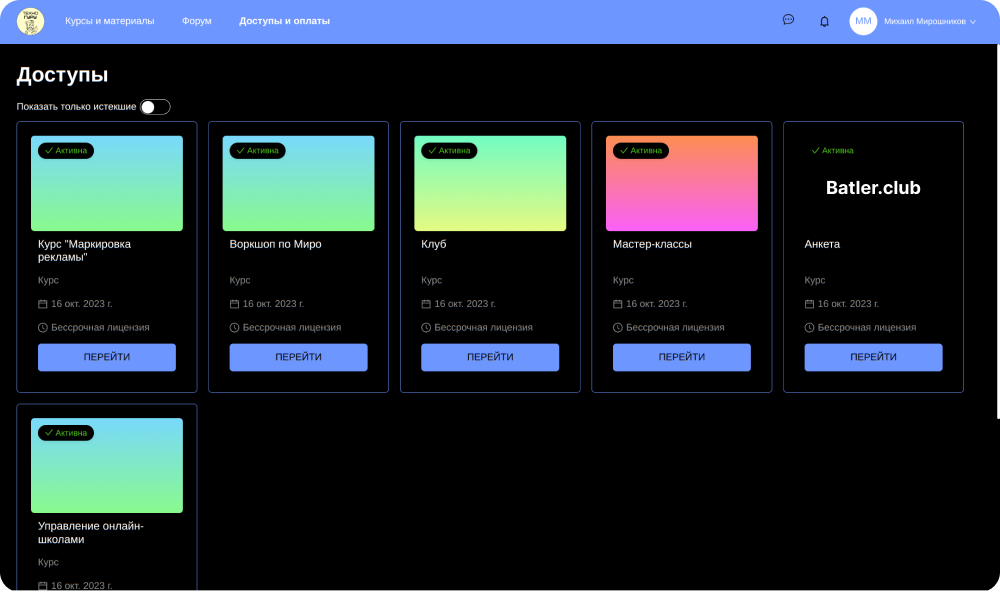 ТЕХНО
ГУРУ
Курсы и материалы
Форум
Доступы и оплаты
ММ
Михаил Мирошников
Доступы
Показать только истекшие
Активна
Курс "Маркировка
рекламы"
Курс
16 окт. 2023 г.
Бессрочная лицензия
ПЕРЕЙТИ
Активна
Воркшоп по Миро
Курс
16 окт. 2023 г.
Бессрочная лицензия
ПЕРЕЙТИ
Активна
Клуб
Курс
16 окт. 2023 г.
Бессрочная лицензия
ПЕРЕЙТИ
Активна
Мастер-классы
Курс
16 окт. 2023 г.
Бессрочная лицензия
ПЕРЕЙТИ
Активна
Batler.club
Анкета
Курс
16 окт. 2023 г.
Бессрочная лицензия
ПЕРЕЙТИ
Активна
Управление онлайн-
школами
Курс
16 окт. 2023 г.